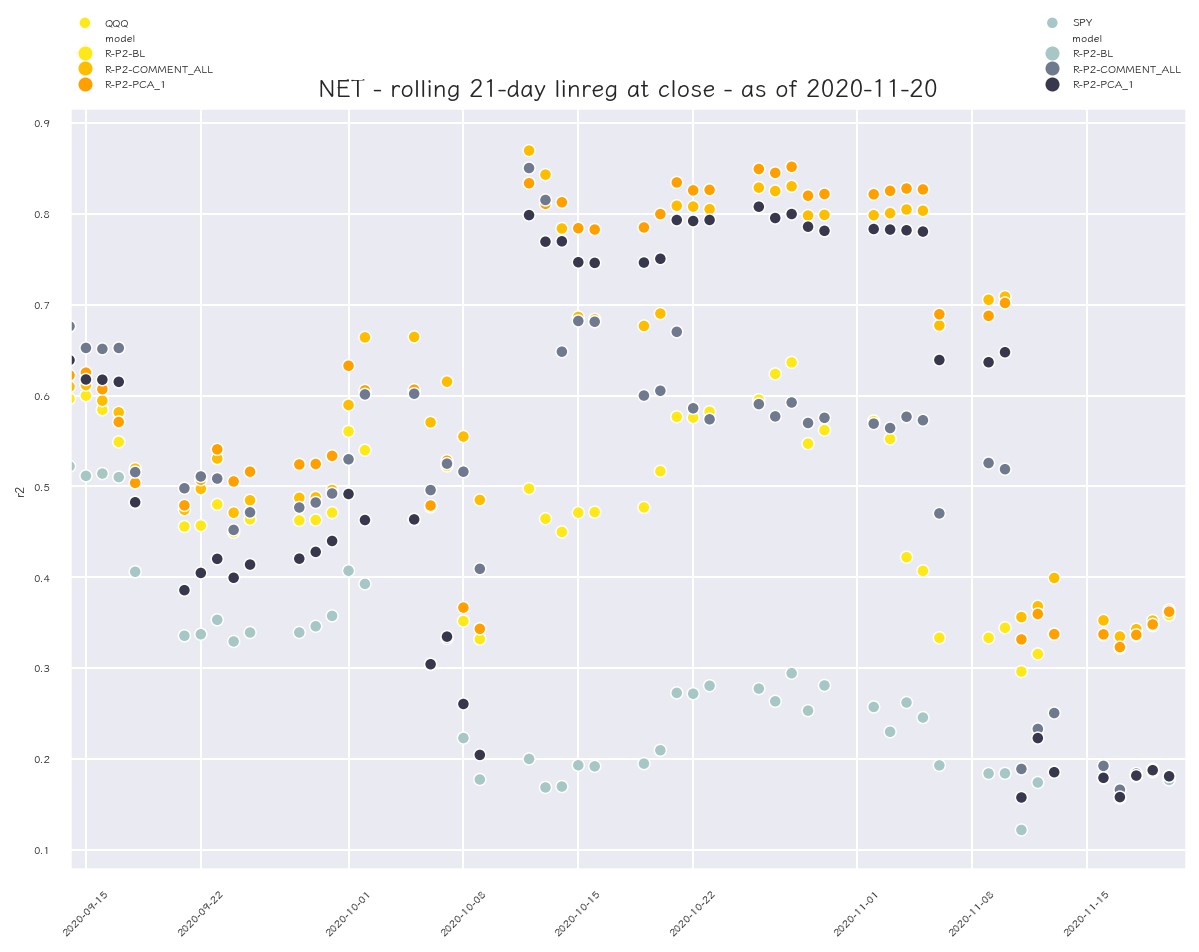 QQQ
model
R-P2-BL
R-P2-COMMENT_ALL
R-P2-PCA_1
SPY
model
R-P2-BL
R-P2-COMMENT_ALL
R-P2-PCA_1
NET - rolling 21-day linreg at close - as of 2020-11-20
0.9
0.8
0.7
0.6
0.5
0.4
0.3
0.2
0.1
r2
2020-09-15
2020-09-22
2020-10-01
2020-10-08
2020-10-15
2020-10-22
2020-11-01
2020-11-08
2020-11-15